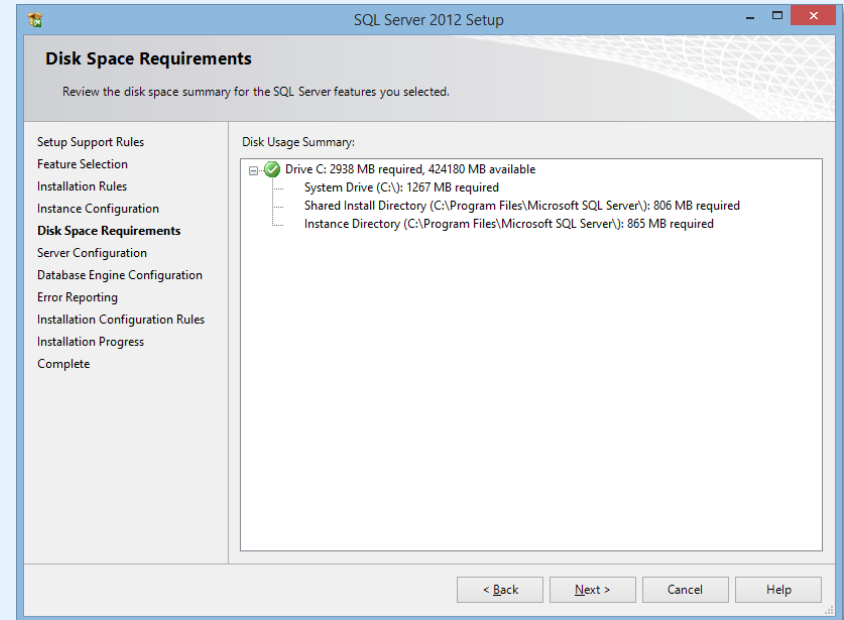 SQL Server 2012 Setup
Disk Space Requirements
Review the disk space summary for the SQL Server features you selected.
Setup Support Rules
Feature Selection
Installation Rules
Instance Configuration
Disk Space Requirements
Server Configuration
Database Engine Configuration
Error Reporting
Installation Configuration Rules
Installation Progress
Complete
Disk Usage Summary:
Drive C: 2938 MB required, 424180 MB available
System Drive (C:\): 1267 MB required
Shared Install Directory (C:\Program Files\Microsoft SQL Server\): 806 MB required
Instance Directory (C:\Program Files\Microsoft SQL Server\): 865 MB required
< Back
Next >
Cancel
Help